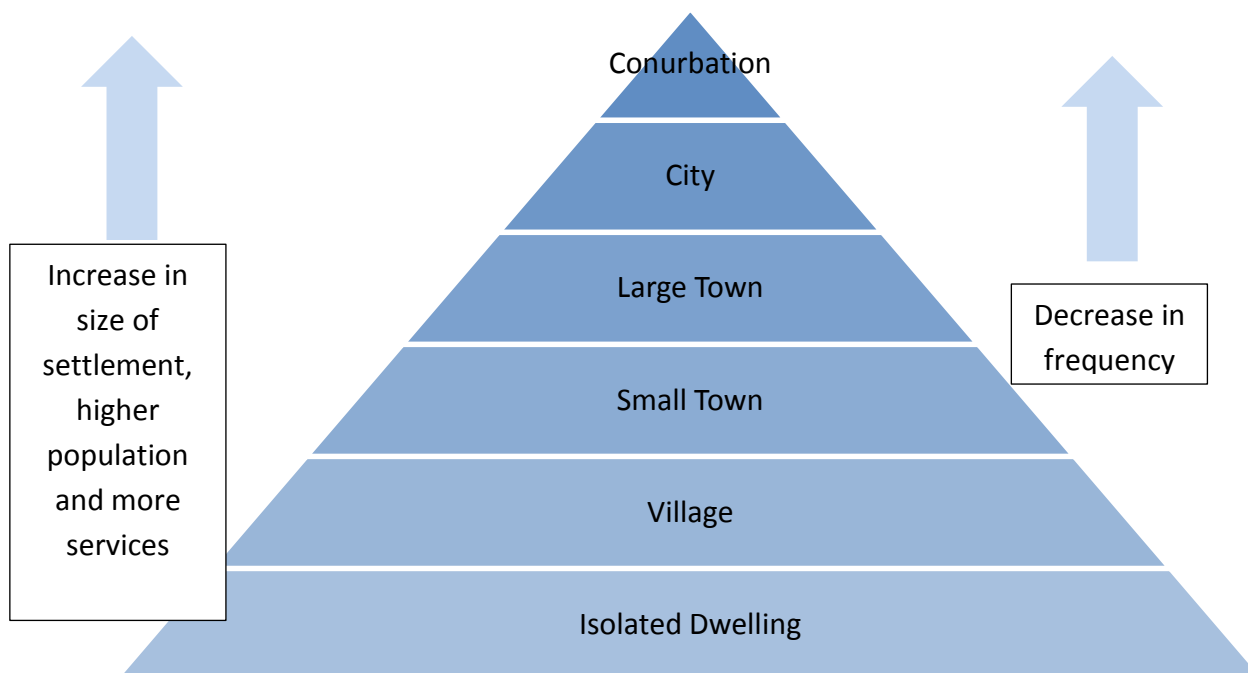 Conurbation
City
Large Town
Small Town
Village
Isolated Dwelling
Increase in
size of
settlement,
higher
population
and more
services
Decrease in
frequency